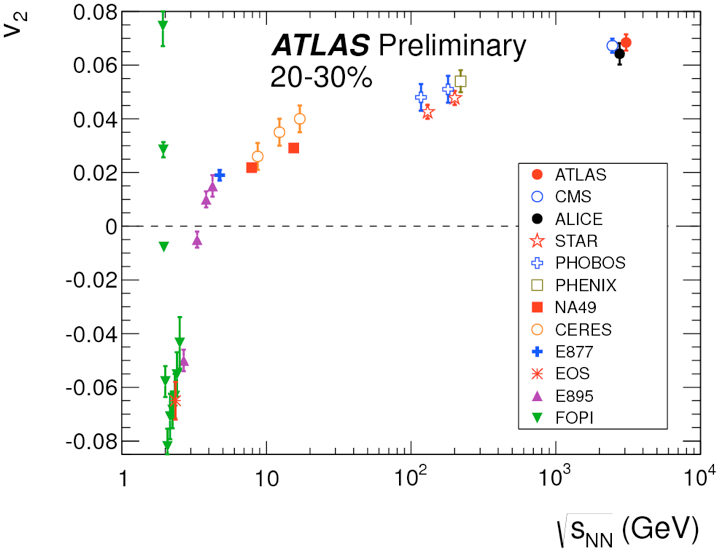 v2
0.08
0.06
0.04
0.02
0
-0.02
-0.04
-0.06
-0.08
ATLAS Preliminary
20-30%
ATLAS
CMS
ALICE
STAR
PHOBOS
PHENIX
NA49
CERES
E877
EOS
E895
FOPI
1 10 10² 10³ 10⁴
√sNN (GeV)